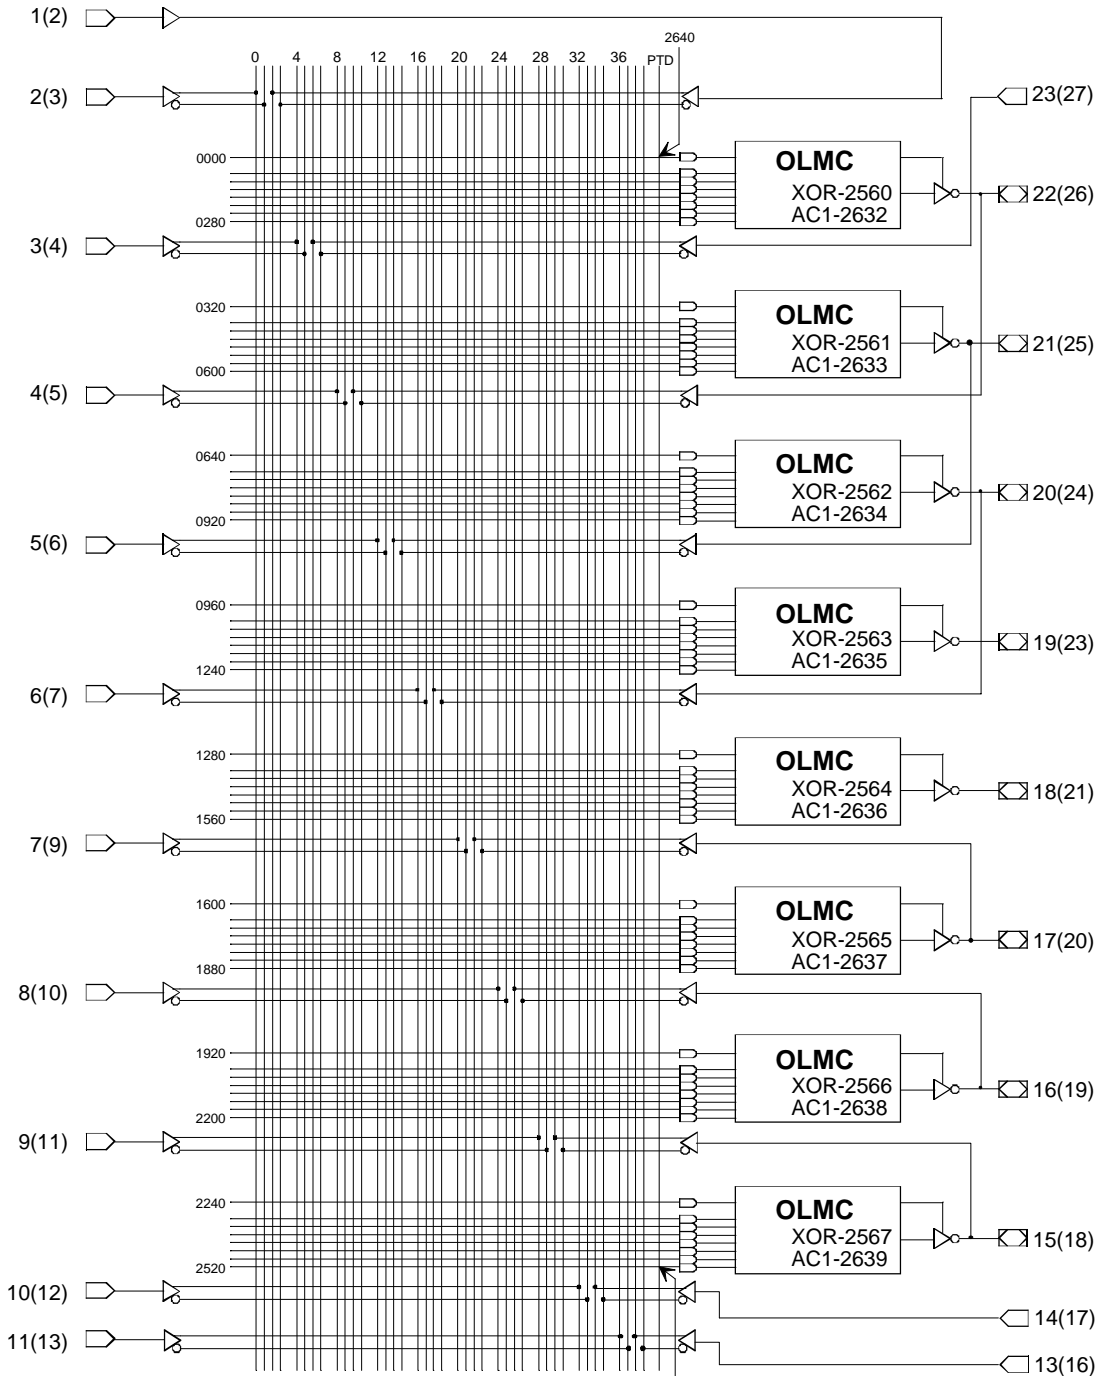 1(2)
2640
0 4 8 12 16 20 24 28 32 36 PTD
2(3)
23(27)
0000
OLMC
XOR-2560
AC1-2632
22(26)
0280
3(4)
0320
OLMC
XOR-2561
AC1-2633
21(25)
0600
4(5)
0640
OLMC
XOR-2562
AC1-2634
20(24)
0920
5(6)
0960
OLMC
XOR-2563
AC1-2635
19(23)
1240
6(7)
1280
OLMC
XOR-2564
AC1-2636
18(21)
1560
7(9)
1600
OLMC
XOR-2565
AC1-2637
17(20)
1880
8(10)
1920
OLMC
XOR-2566
AC1-2638
16(19)
2200
9(11)
2240
OLMC
XOR-2567
AC1-2639
15(18)
2520
10(12)
14(17)
11(13)
13(16)